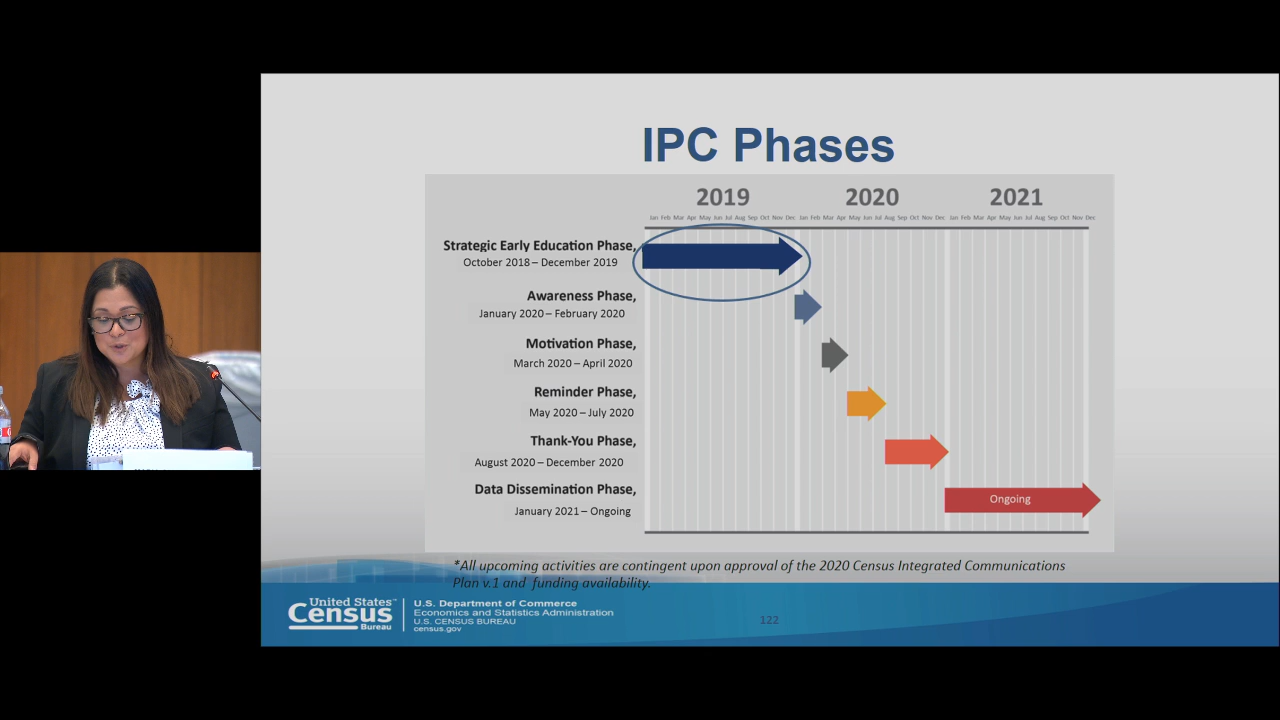 IPC Phases
2019 2020 2021
Jan Feb Mar Apr May Jun Jul Aug Sep Oct Nov Dec Jan Feb Mar Apr May Jun Jul Aug Sep Oct Nov Dec Jan Feb Mar Apr May Jun Jul Aug Sep Oct Nov Dec
Strategic Early Education Phase,
October 2018 – December 2019
Awareness Phase,
January 2020 – February 2020
Motivation Phase,
March 2020 – April 2020
Reminder Phase,
May 2020 – July 2020
Thank-You Phase,
August 2020 – December 2020
Data Dissemination Phase,
January 2021 – Ongoing
Ongoing
*All upcoming activities are contingent upon approval of the 2020 Census Integrated Communications
Plan v.1 and funding availability.
United States™
Census
Bureau
U.S. Department of Commerce
Economics and Statistics Administration
U.S. CENSUS BUREAU
census.gov
122